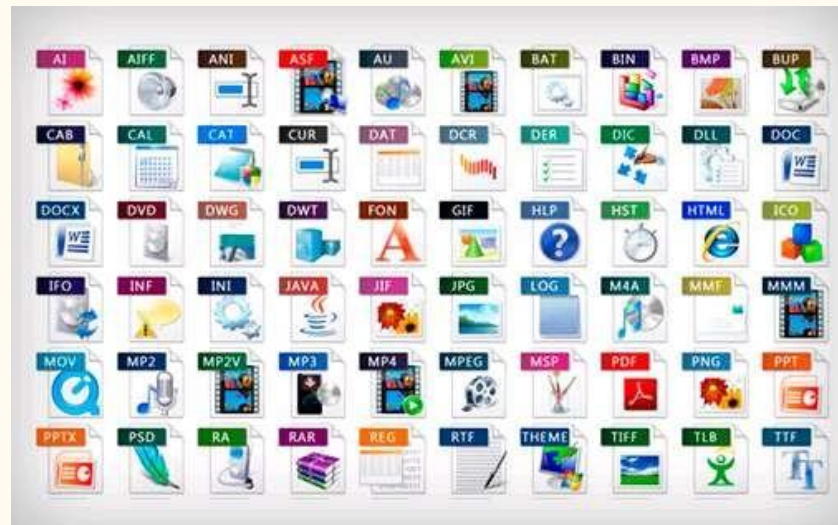 AI AIFF ANI ASF AU AVI BAT BIN BMP BUP
CAB CAL CAT CUR DAT DCR DER DIC DLL DOC
DOCX DVD DWG DWT FON GIF HLP HST HTML ICO
IFO INF INI JAVA JIF JPG LOG M4A MMF MMM
MOV MP2 MP2V MP3 MP4 MPEG MSP PDF PNG PPT
PPTX PSD RA RAR REG RTF THEME TIFF TLB TTF